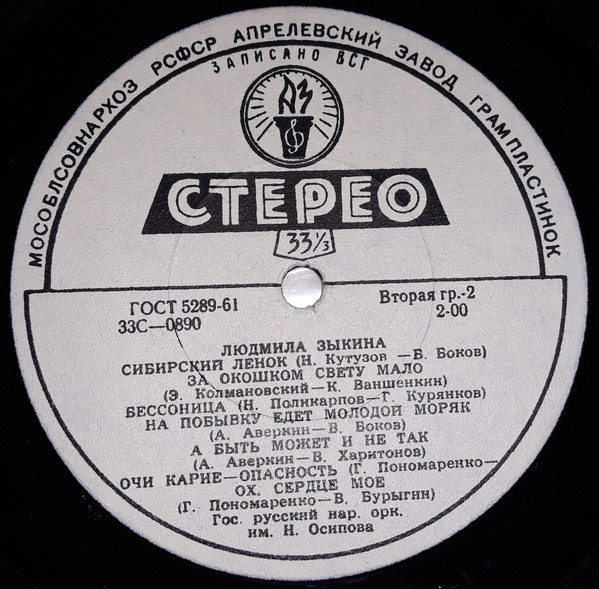 МОСОБЛСОВНАРХОЗ РСФСР АПРЕЛЕВСКИЙ ЗАВОД ГРАМПЛАСТИНОК
ЗАПИСАНО ВСГ
АЗ
СТЕРЕО
33⅓
ГОСТ 5289-61
33С—0890
Вторая гр.-2
2-00
ЛЮДМИЛА ЗЫКИНА
СИБИРСКИЙ ЛЕНОК (Н. Кутузов —В. Боков)
ЗА ОКОШКОМ СВЕТУ МАЛО
(Э. Колмановский—К. Ваншенкин)
БЕССОНИЦА (Н. Поликарпов—Г. Курянков)
НА ПОБЫВКУ ЕДЕТ МОЛОДОЙ МОРЯК
(А. Аверкин—В. Боков)
А БЫТЬ МОЖЕТ И НЕ ТАК
(А. Аверкин—В. Харитонов)
ОЧИ КАРИЕ—ОПАСНОСТЬ (Г. Пономаренко—
ОХ, СЕРДЦЕ МОЕ
(Г. Пономаренко—В. Бурыгин)
Гос. русский нар. орк.
им. Н. Осипова